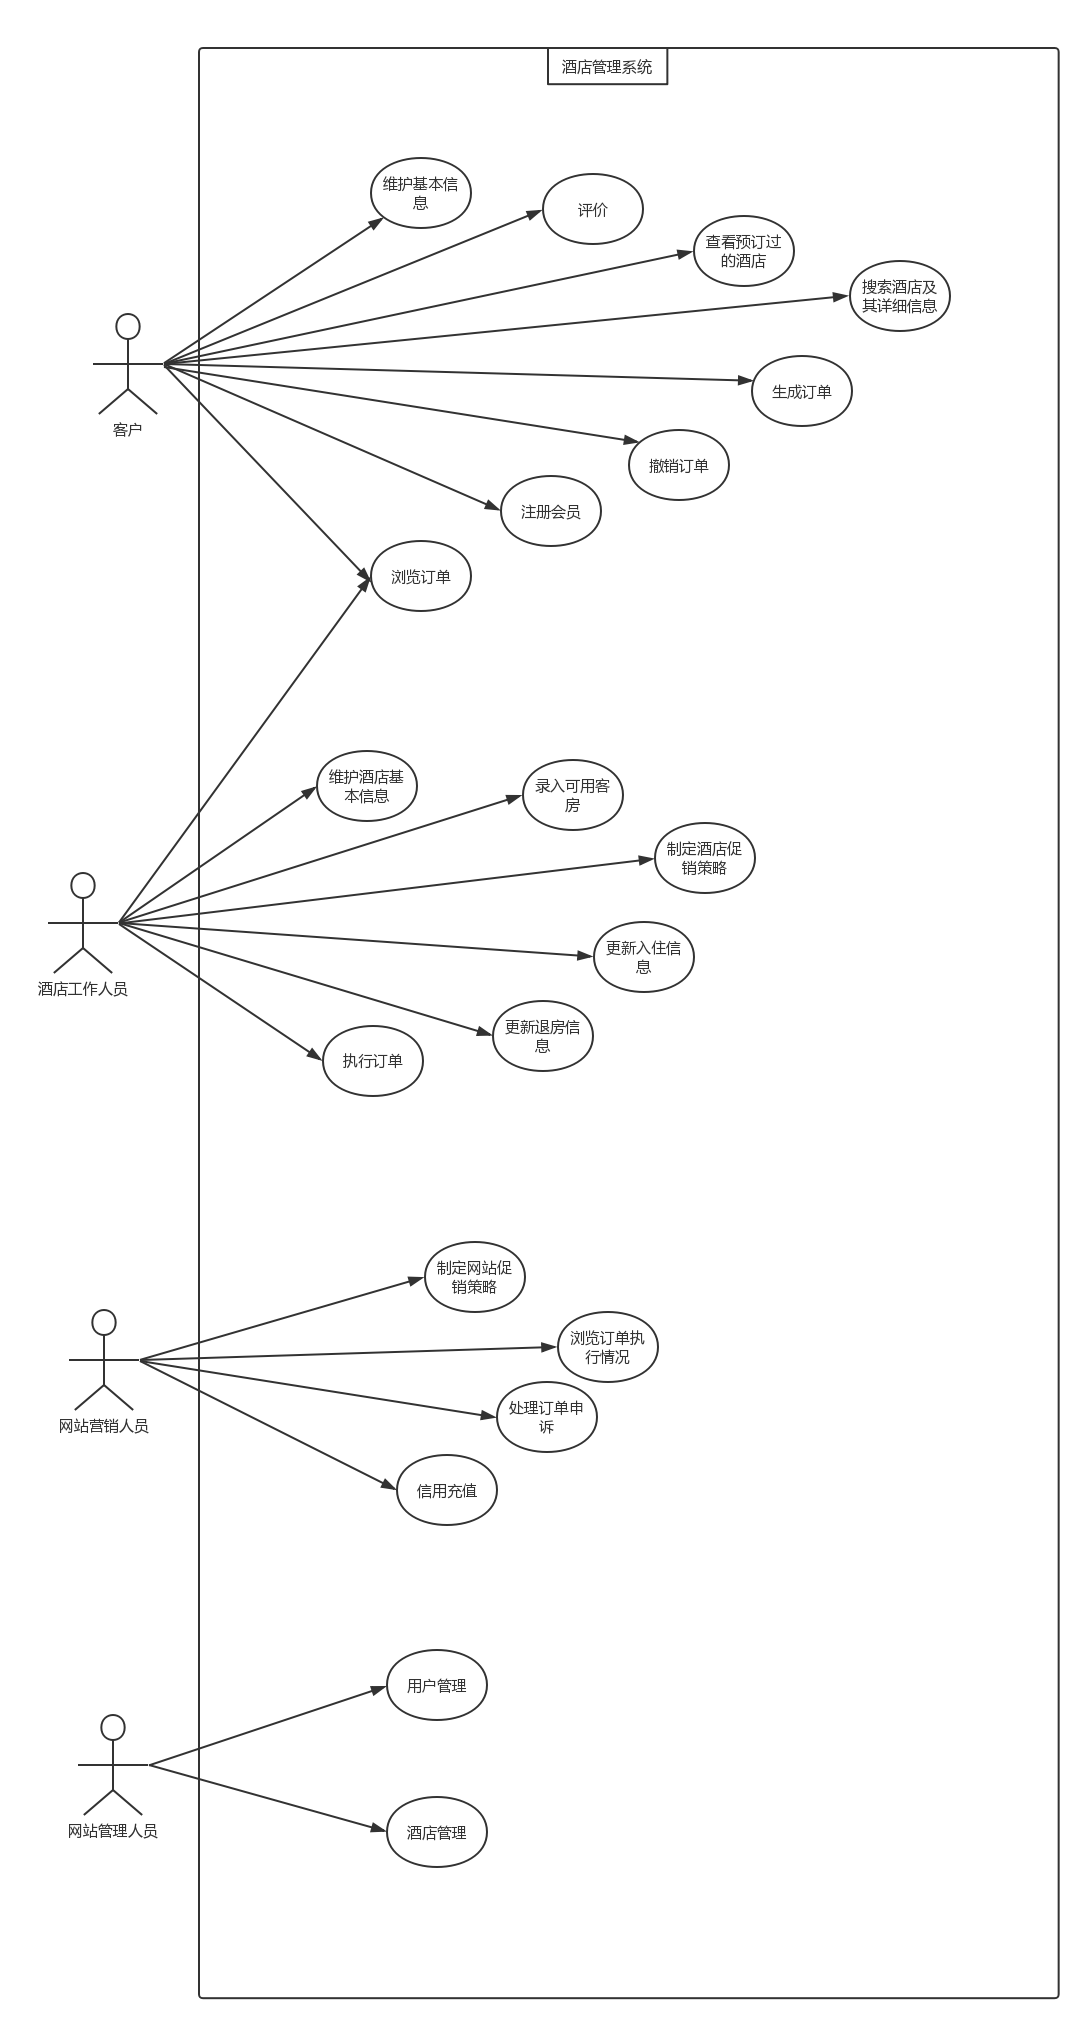 酒店管理系统
维护基本信
息
评价
查看预订过
的酒店
搜索酒店及
其详细信息
生成订单
客户
撤销订单
注册会员
浏览订单
维护酒店基
本信息
录入可用客
房
制定酒店促
销策略
更新入住信
息
酒店工作人员
更新退房信
息
执行订单
制定网站促
销策略
浏览订单执
行情况
处理订单申
诉
网站营销人员
信用充值
用户管理
网站管理人员
酒店管理